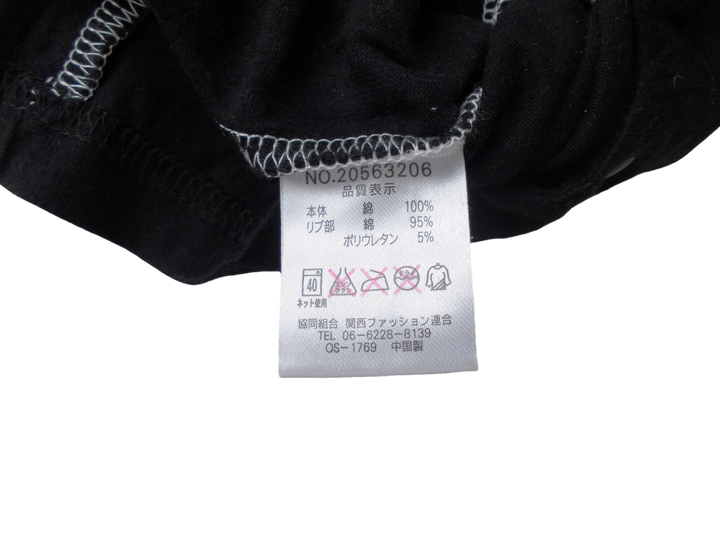 NO.20563206
品質表示
本体 綿 100%
リブ部 綿 95%
ポリウレタン 5%
40
ネット使用
協同組合 関西ファッション連合
TEL 06-6228-8139
OS-1769 中国製